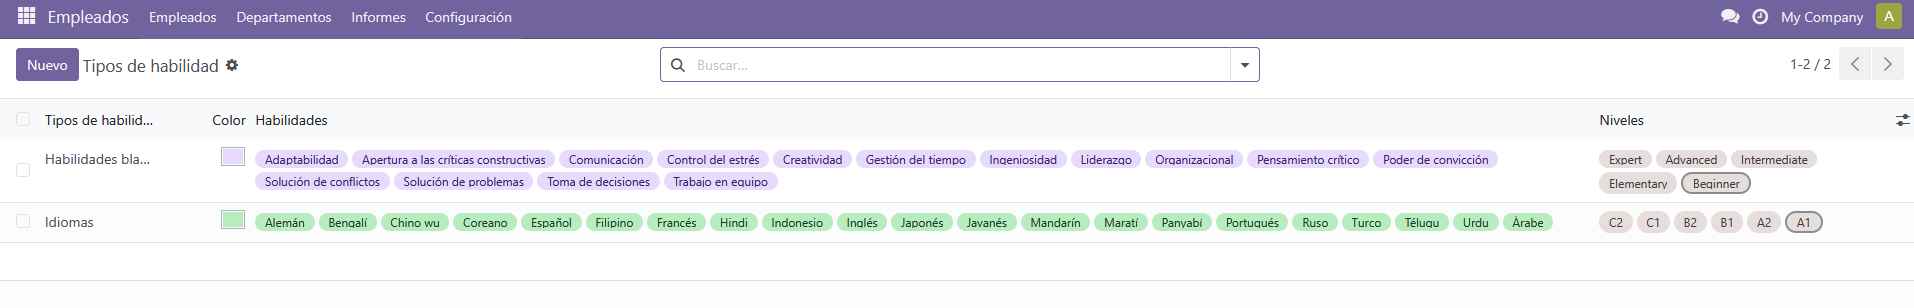 Empleados Empleados Departamentos Informes Configuración My Company A
Nuevo Tipos de habilidad Buscar... 1-2 / 2
Tipos de habilid... Color Habilidades Niveles
Habilidades bla... Adaptabilidad Apertura a las críticas constructivas Comunicación Control del estrés Creatividad Gestión del tiempo Ingeniosidad Liderazgo Organizacional Pensamiento crítico Poder de convicción Expert Advanced Intermediate
Solución de conflictos Solución de problemas Toma de decisiones Trabajo en equipo Elementary Beginner
Idiomas Alemán Bengalí Chino wu Coreano Español Filipino Francés Hindi Indonesio Inglés Japonés Javanés Mandarín Maratí Panyabí Portugués Ruso Turco Télugu Urdu Árabe C2 C1 B2 B1 A2 A1